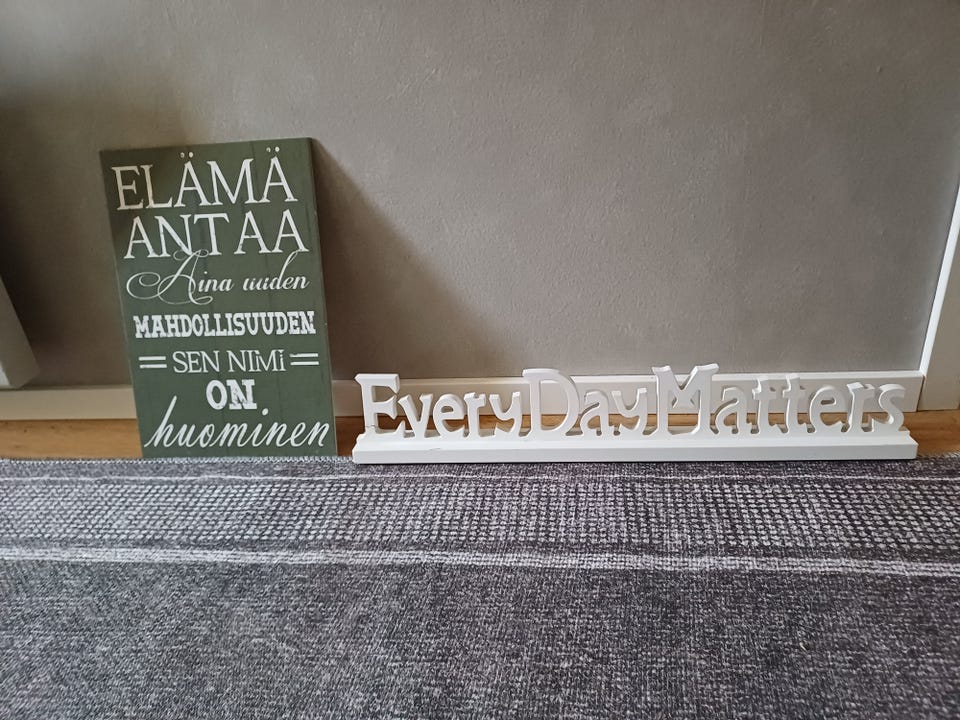 ELÄMÄ
ANTAA
Aina uuden
MAHDOLLISUUDEN
SEN NIMI
ON
huominen
EveryDayMatters